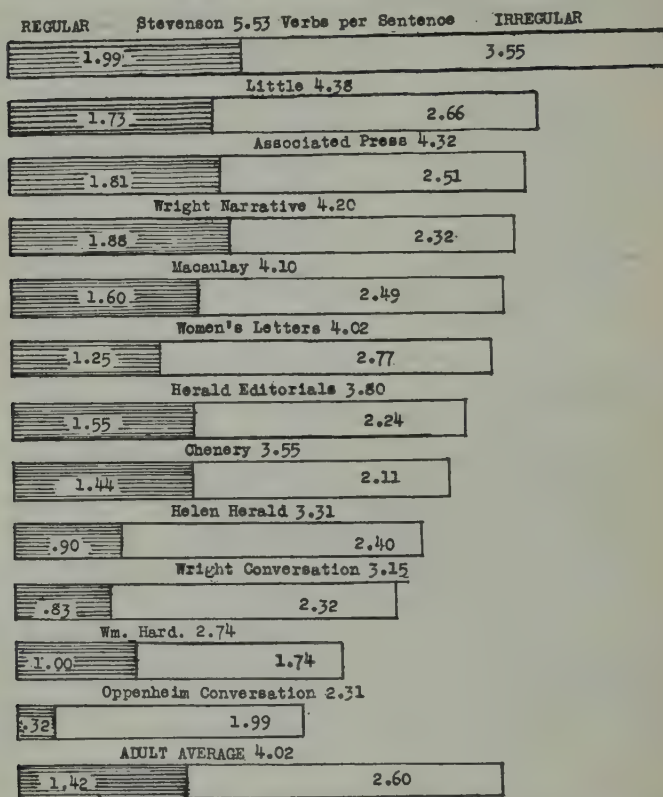 REGULAR Stevenson 5.53 Verbs per Sentence IRREGULAR
1.99 3.55
Little 4.38
1.73 2.66
Associated Press 4.32
1.81 2.51
Wright Narrative 4.20
1.88 2.32
Macaulay 4.10
1.60 2.49
Women's Letters 4.02
1.25 2.77
Herald Editorials 3.80
1.55 2.24
Chenery 3.55
1.44 2.11
Helen Herald 3.31
.90 2.40
Wright Conversation 3.15
.83 2.32
Wm. Hard. 2.74
1.00 1.74
Oppenheim Conversation 2.31
.32 1.99
ADULT AVERAGE 4.02
1,42 2.60